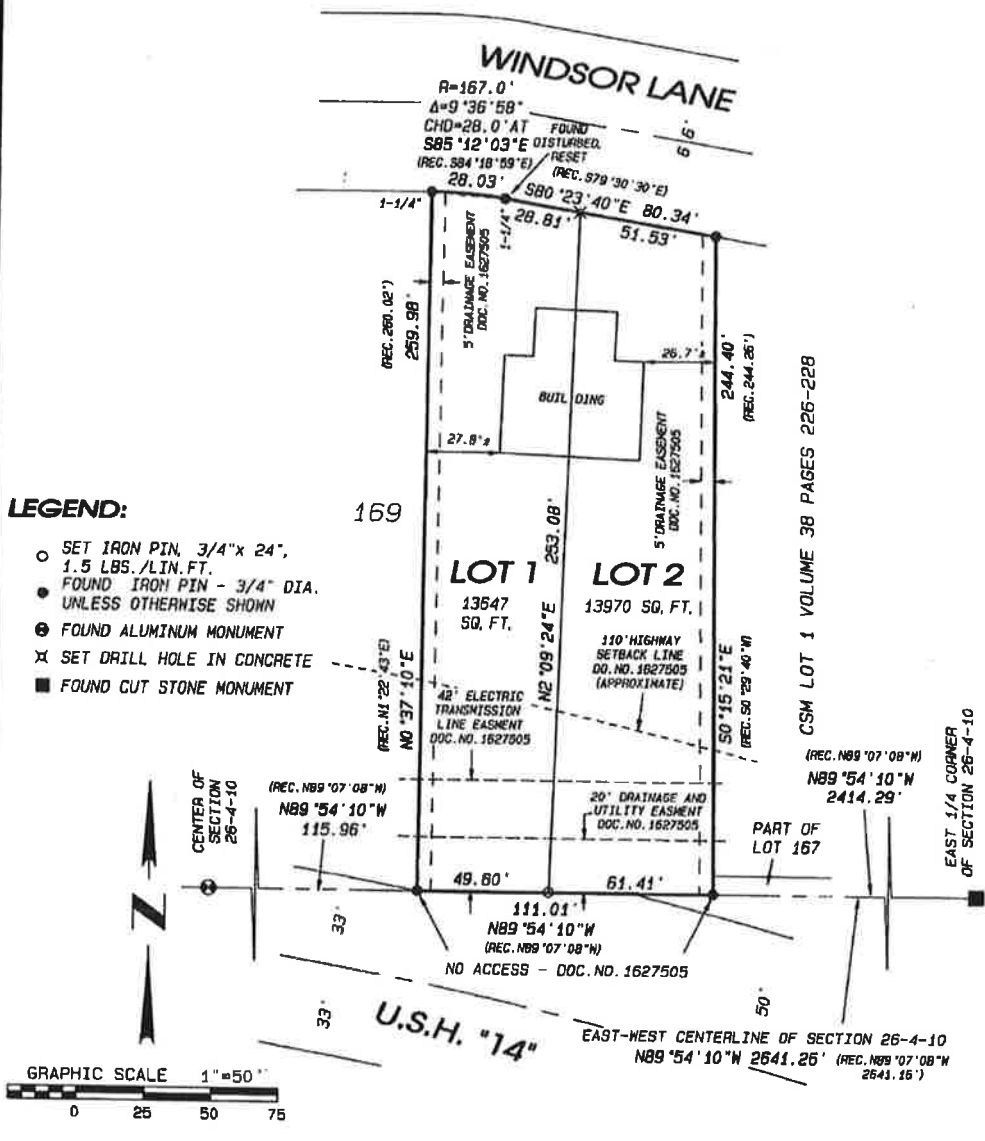 WINDSOR LANE
R=167.0'
Δ=9°36'58"
CHD=28.0'AT
S85°12'03"E
(REC.S84°18'59"E)
28.03'
FOUND
DISTURBED,
RESET
(REC.S79°30'30"E)
S80°23'40"E 80.34'
28.81'
51.53'
66'
1-1/4"
1-1/4"
5'DRAINAGE EASEMENT
DOC.NO.1627505
(REC.260.02')
259.98'
26.7'±
244.40'
(REC.244.26')
BUILDING
27.8'±
5'DRAINAGE EASEMENT
DOC.NO.1627505
CSM LOT 1 VOLUME 38 PAGES 226-228
LEGEND:
SET IRON PIN, 3/4"x 24",
1.5 LBS./LIN.FT.
FOUND IRON PIN - 3/4" DIA.
UNLESS OTHERWISE SHOWN
FOUND ALUMINUM MONUMENT
SET DRILL HOLE IN CONCRETE
FOUND CUT STONE MONUMENT
169
253.08'
N2°09'24"E
LOT 1
13647
SQ. FT.
LOT 2
13970 SQ. FT.
110'HIGHWAY
SETBACK LINE
DO.NO.1627505
(APPROXIMATE)
(REC.N1°22'43"E)
N0°37'10"E
42' ELECTRIC
TRANSMISSION
LINE EASMENT
DOC.NO.1627505
S0°15'21"E
(REC.S0°29'40"W)
(REC.N89°07'08"W)
N89°54'10"W
2414.29'
EAST 1/4 CORNER
OF SECTION 26-4-10
CENTER OF
SECTION
26-4-10
(REC.N89°07'08"W)
N89°54'10"W
115.96'
20' DRAINAGE AND
UTILITY EASMENT
DOC.NO.1627505
PART OF
LOT 167
N
49.60'
61.41'
111.01'
N89°54'10"W
(REC.N89°07'08"W)
NO ACCESS - DOC.NO.1627505
33'
33'
50'
U.S.H. "14"
EAST-WEST CENTERLINE OF SECTION 26-4-10
N89°54'10"W 2641.26' (REC.N89°07'08"W
2641.16')
GRAPHIC SCALE 1"=50'
0 25 50 75